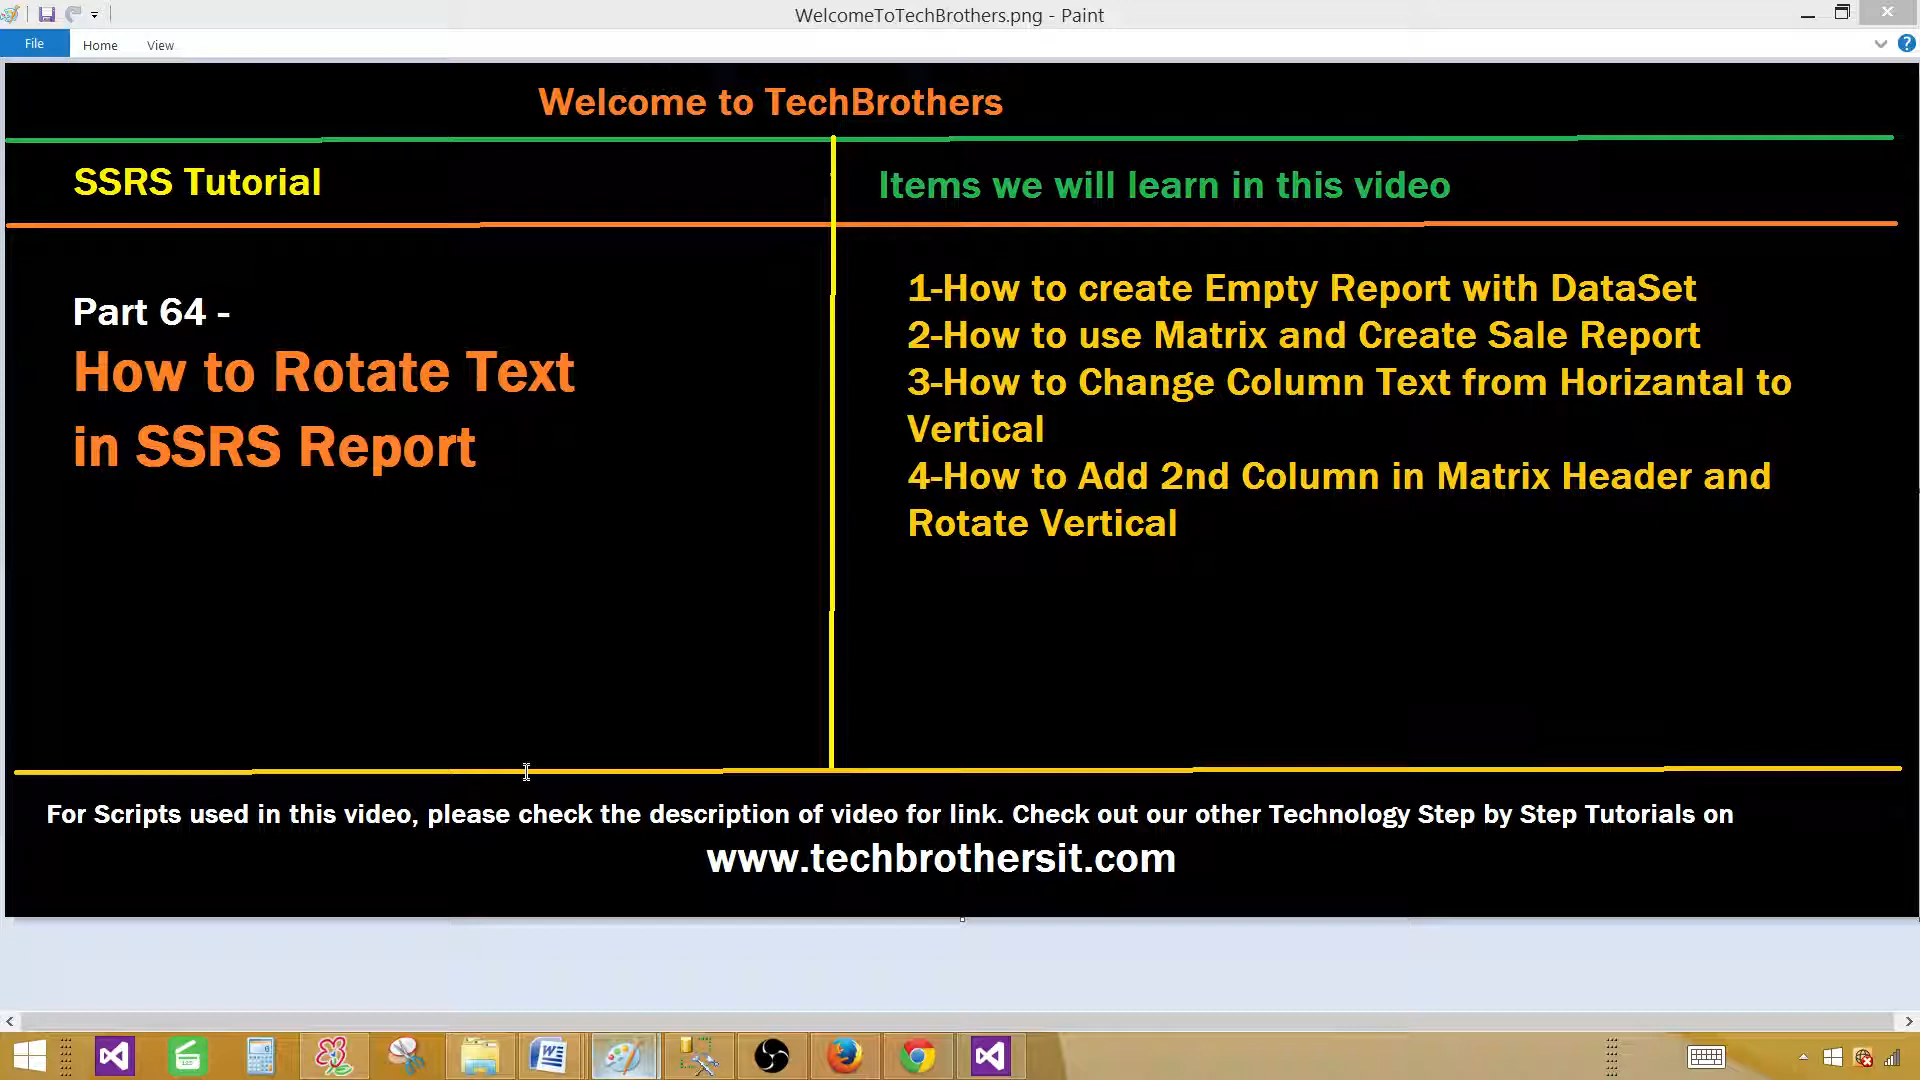 WelcomeToTechBrothers.png - Paint
File
Home
View
Welcome to TechBrothers
SSRS Tutorial
Items we will learn in this video
Part 64 -
How to Rotate Text
in SSRS Report
1-How to create Empty Report with DataSet
2-How to use Matrix and Create Sale Report
3-How to Change Column Text from Horizantal to
Vertical
4-How to Add 2nd Column in Matrix Header and
Rotate Vertical
For Scripts used in this video, please check the description of video for link. Check out our other Technology Step by Step Tutorials on
www.techbrothersit.com